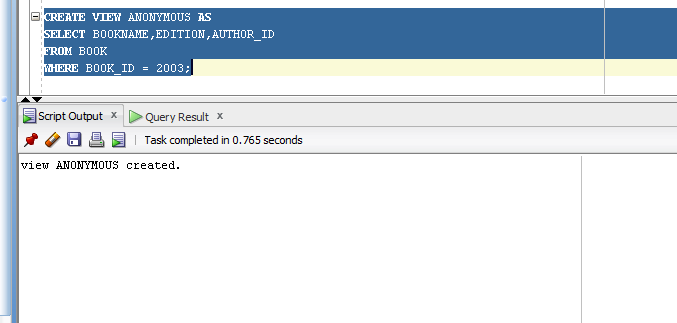 CREATE VIEW ANONYMOUS AS
SELECT BOOKNAME,EDITION,AUTHOR_ID
FROM BOOK
WHERE BOOK_ID = 2003;
Script Output x Query Result x
Task completed in 0.765 seconds
view ANONYMOUS created.